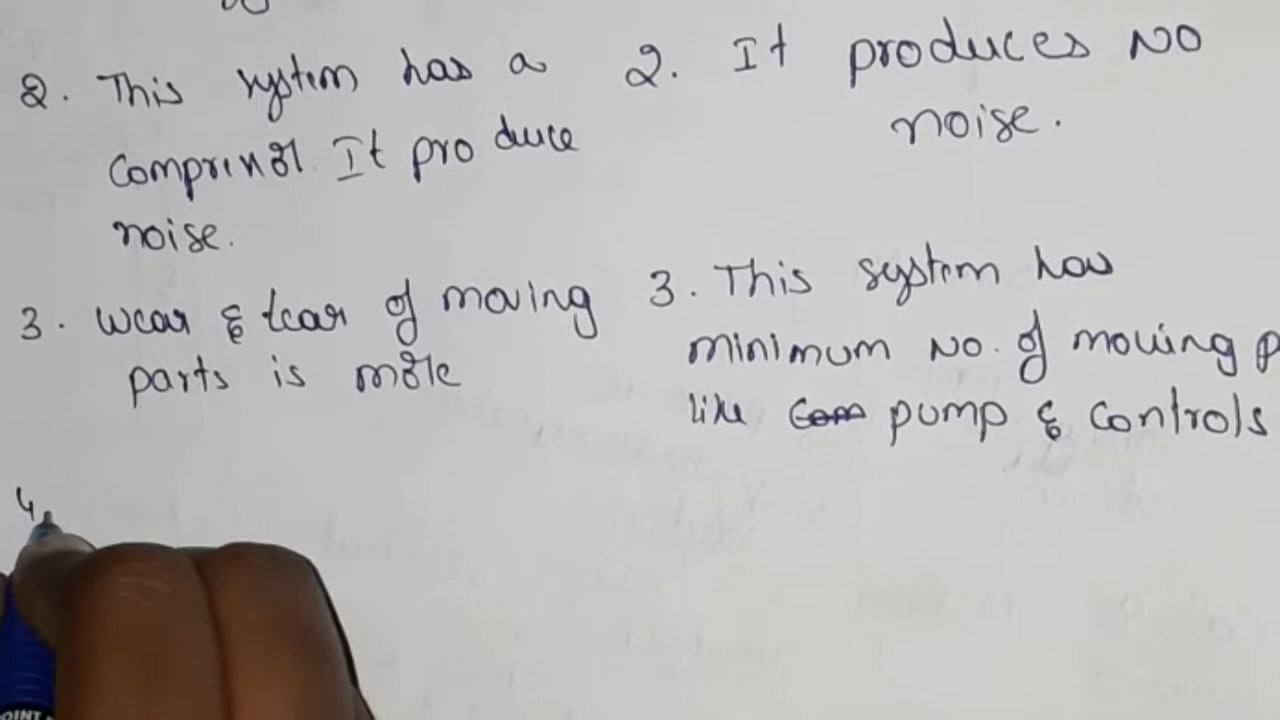 2. This system has a
compressor. It produce
noise.
3. Wear & tear of moving
parts is more
2. It produces NO
noise.
3. This system has
minimum No. of moving p
like pump & controls
4.
POINT